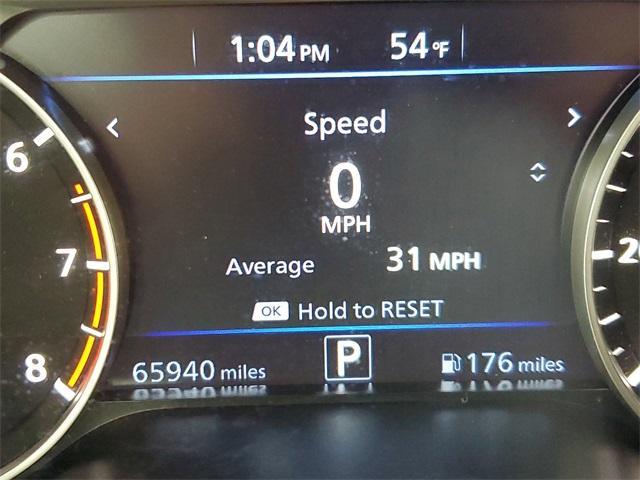 1:04 PM 54°F
< Speed >
0
MPH
Average 31 MPH
OK Hold to RESET
65940 miles P 176 miles
6
7
8